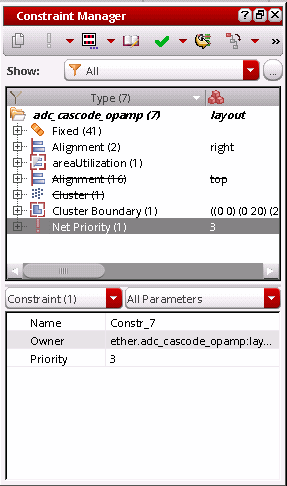 Constraint Manager
Show: All
Type (7)
adc_cascode_opamp (7) layout
Fixed (41)
Alignment (2) right
areaUtilization (1)
Alignment (16) top
Cluster (1)
Cluster Boundary (1) ((0 0) (0 20) (2
Net Priority (1) 3
Constraint (1) All Parameters
Name Constr_7
Owner ether.adc_cascode_opamp:lay...
Priority 3